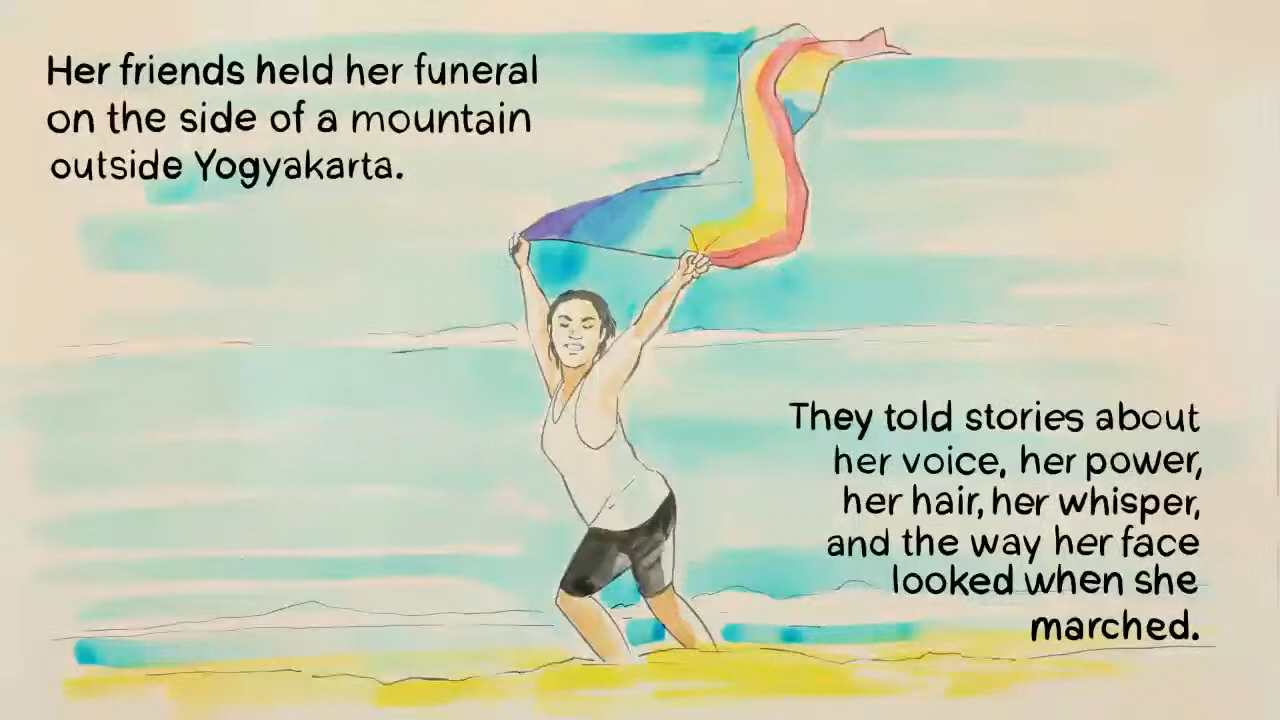 Her friends held her funeral
on the side of a mountain
outside Yogyakarta.
They told stories about
her voice, her power,
her hair, her whisper,
and the way her face
looked when she
marched.